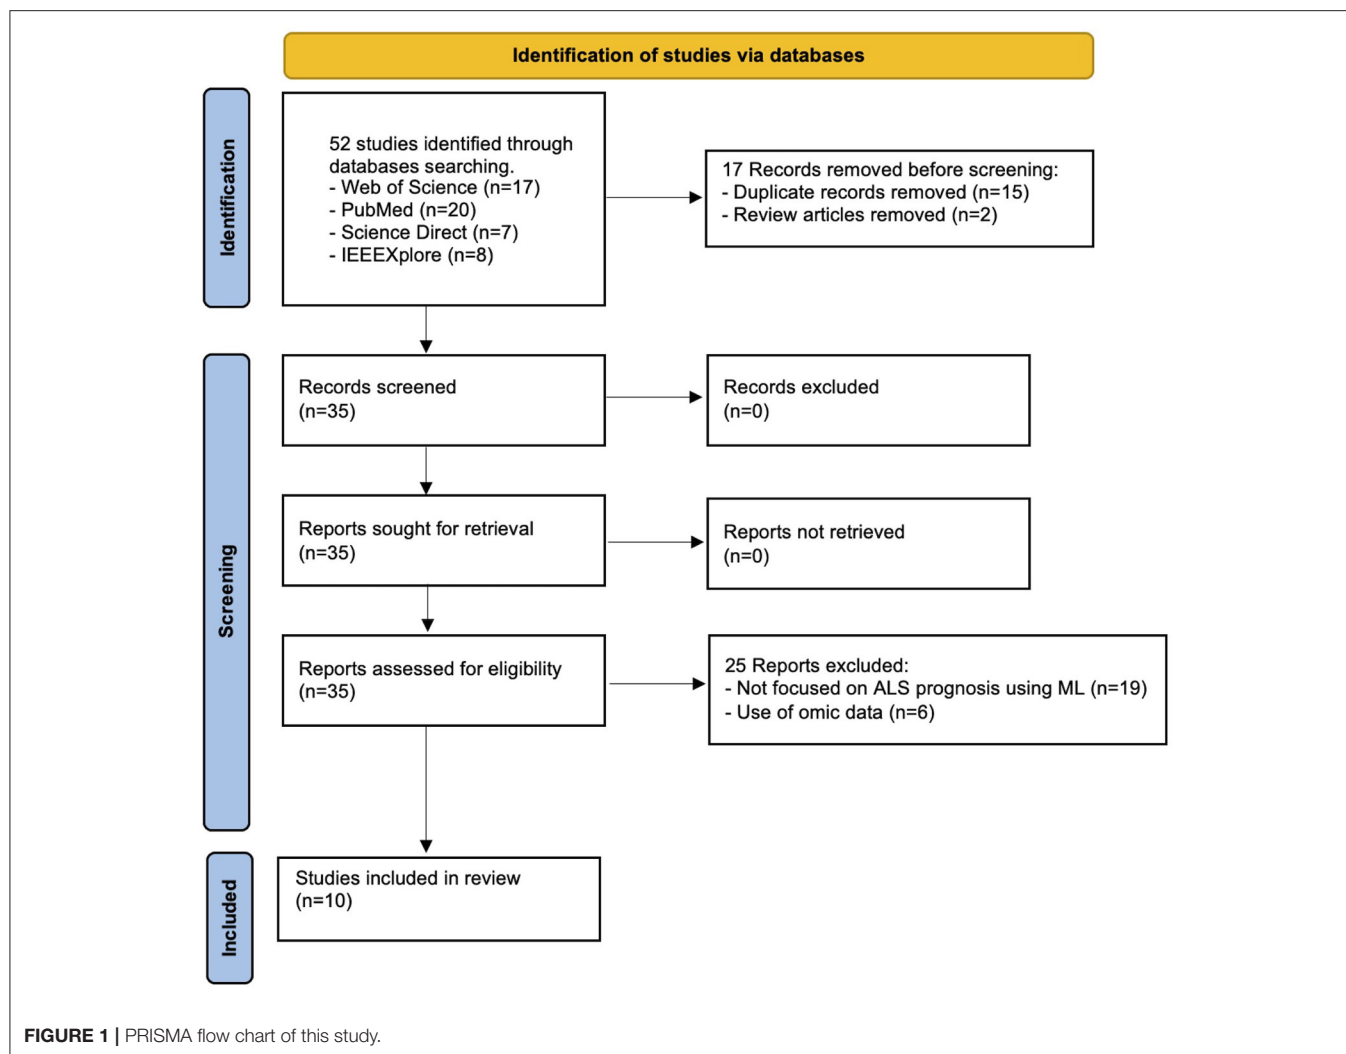 Identification of studies via databases
Identification
52 studies identified through
databases searching.
- Web of Science (n=17)
- PubMed (n=20)
- Science Direct (n=7)
- IEEEXplore (n=8)
17 Records removed before screening:
- Duplicate records removed (n=15)
- Review articles removed (n=2)
Screening
Records screened
(n=35)
Records excluded
(n=0)
Reports sought for retrieval
(n=35)
Reports not retrieved
(n=0)
Reports assessed for eligibility
(n=35)
25 Reports excluded:
- Not focused on ALS prognosis using ML (n=19)
- Use of omic data (n=6)
Included
Studies included in review
(n=10)
FIGURE 1 | PRISMA flow chart of this study.